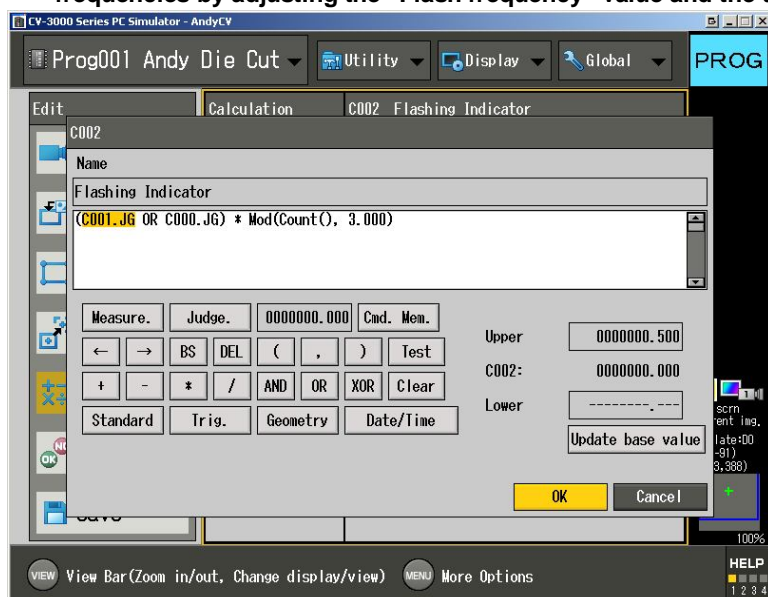 frequencies by adjusting the "Flash frequency" value and the
CV-3000 Series PC Simulator - AndyCV
Prog001 Andy Die Cut
Utility
Display
Global
PROG
Edit
Calculation
C002 Flashing Indicator
C002
Name
Flashing Indicator
(C001.JG OR C000.JG) * Mod(Count(), 3.000)
Measure.
Judge.
0000000.000
Cmd. Mem.
← → BS DEL ( , ) Test
+ - * / AND OR XOR Clear
Standard
Trig.
Geometry
Date/Time
Upper
0000000.500
C002:
0000000.000
Lower
--------.---
Update base value
OK
Cancel
NG
OK
scrn
ent img.
late:00
-91)
3,388)
100%
VIEW View Bar(Zoom in/out, Change display/view)
MENU More Options
HELP
1 2 3 4